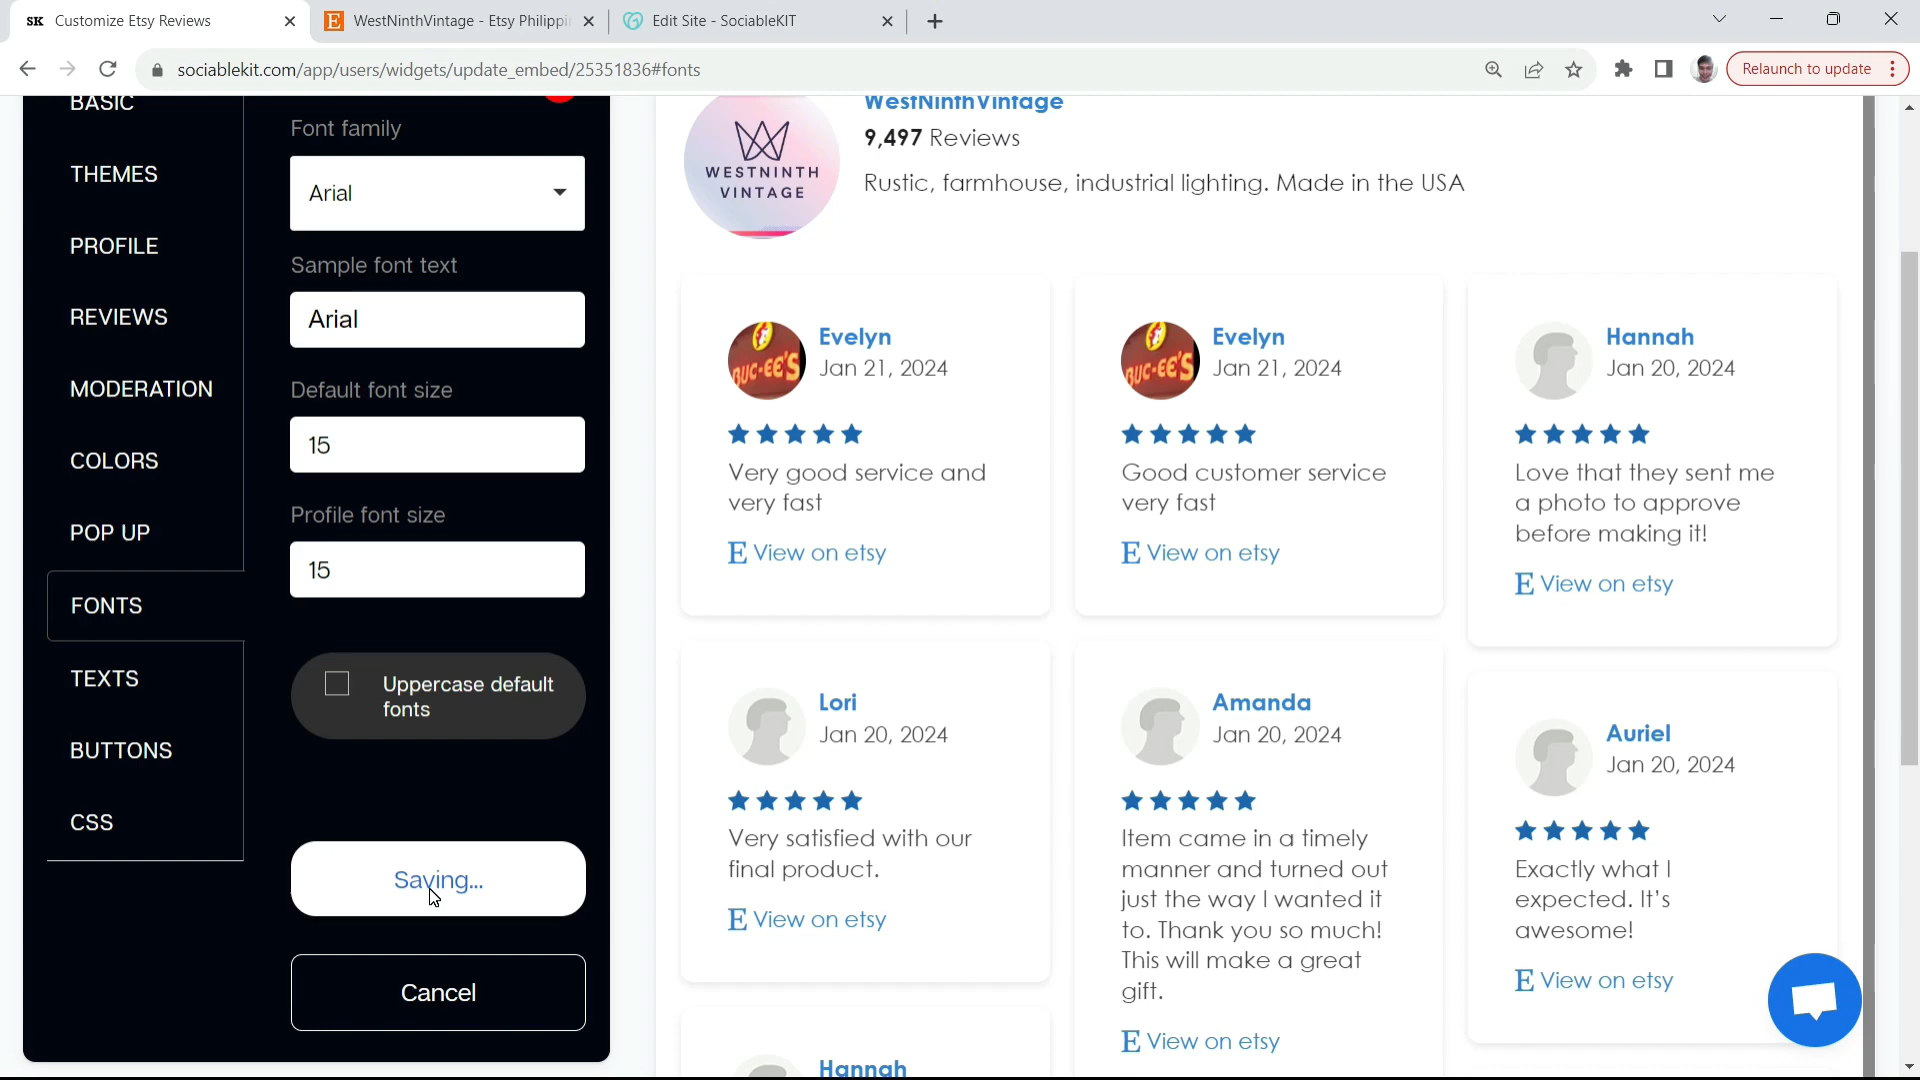 SK Customize Etsy Reviews
E WestNinthVintage - Etsy Philippi
Edit Site - SociableKIT
sociablekit.com/app/users/widgets/update_embed/25351836#fonts
Relaunch to update
BASIC
THEMES
PROFILE
REVIEWS
MODERATION
COLORS
POP UP
FONTS
TEXTS
BUTTONS
CSS
Font family
Arial
Sample font text
Arial
Default font size
15
Profile font size
15
Uppercase default
fonts
Saving...
Cancel
WESTNINTH
VINTAGE
WestNinthVintage
9,497 Reviews
Rustic, farmhouse, industrial lighting. Made in the USA
BUC-EE'S
Evelyn
Jan 21, 2024
Very good service and
very fast
E View on etsy
BUC-EE'S
Evelyn
Jan 21, 2024
Good customer service
very fast
E View on etsy
Hannah
Jan 20, 2024
Love that they sent me
a photo to approve
before making it!
E View on etsy
Lori
Jan 20, 2024
Very satisfied with our
final product.
E View on etsy
Amanda
Jan 20, 2024
Item came in a timely
manner and turned out
just the way I wanted it
to. Thank you so much!
This will make a great
gift.
E View on etsy
Auriel
Jan 20, 2024
Exactly what I
expected. It's
awesome!
E View on etsy
Hannah